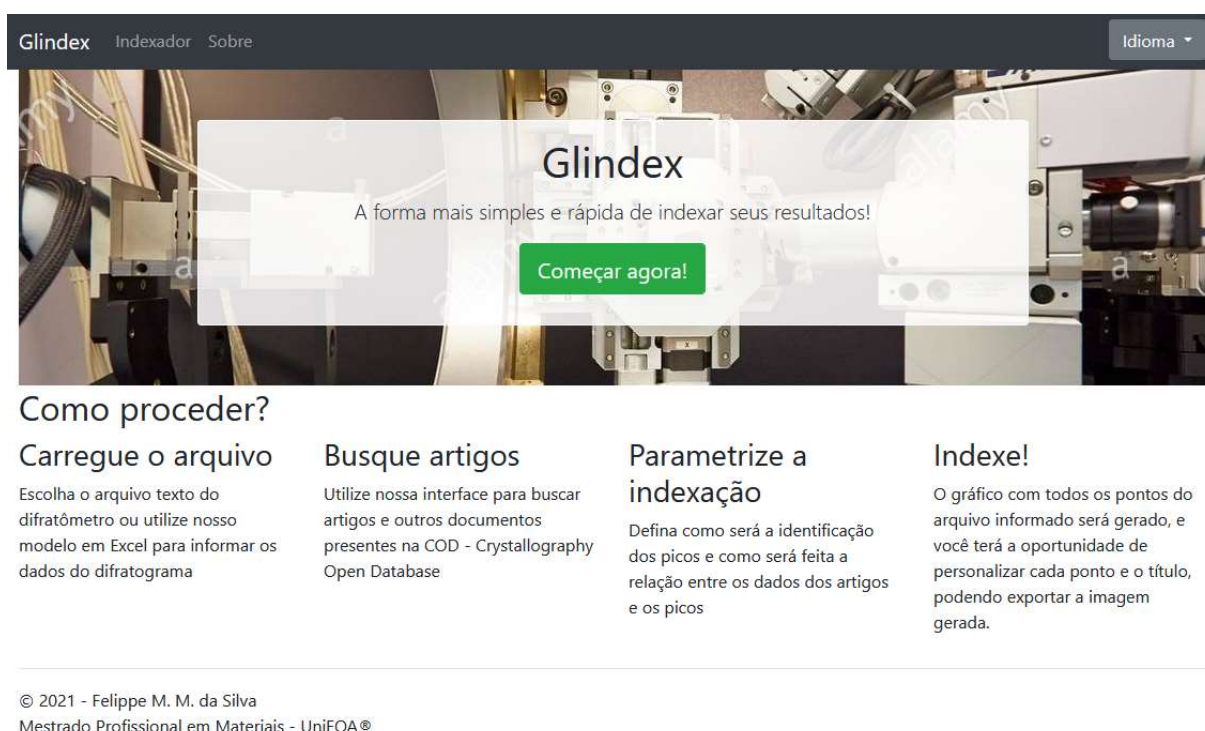 Glindex Indexador Sobre Idioma
alamy
a
alamy
a
a
a
Glindex
A forma mais simples e rápida de indexar seus resultados!
Começar agora!
X
Como proceder?
Carregue o arquivo
Escolha o arquivo texto do
difratômetro ou utilize nosso
modelo em Excel para informar os
dados do difratograma
Busque artigos
Utilize nossa interface para buscar
artigos e outros documentos
presentes na COD - Crystallography
Open Database
Parametrize a
indexação
Defina como será a identificação
dos picos e como será feita a
relação entre os dados dos artigos
e os picos
Indexe!
O gráfico com todos os pontos do
arquivo informado será gerado, e
você terá a oportunidade de
personalizar cada ponto e o título,
podendo exportar a imagem
gerada.
© 2021 - Felippe M. M. da Silva
Mestrado Profissional em Materiais - UniFOA®